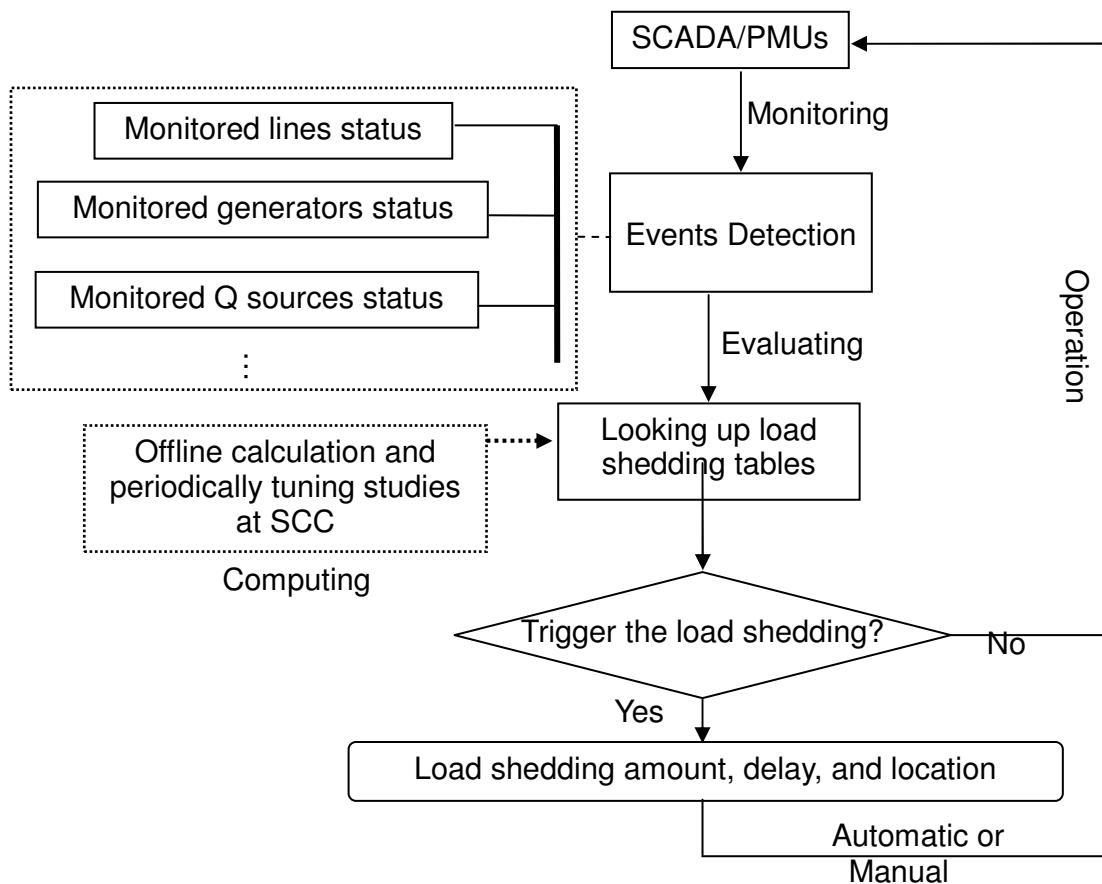 SCADA/PMUs
Monitoring
Monitored lines status
Monitored generators status
Events Detection
Monitored Q sources status
⋮
Operation
Evaluating
Looking up load
shedding tables
Offline calculation and
periodically tuning studies
at SCC
Computing
Trigger the load shedding?
No
Yes
Load shedding amount, delay, and location
Automatic or
Manual